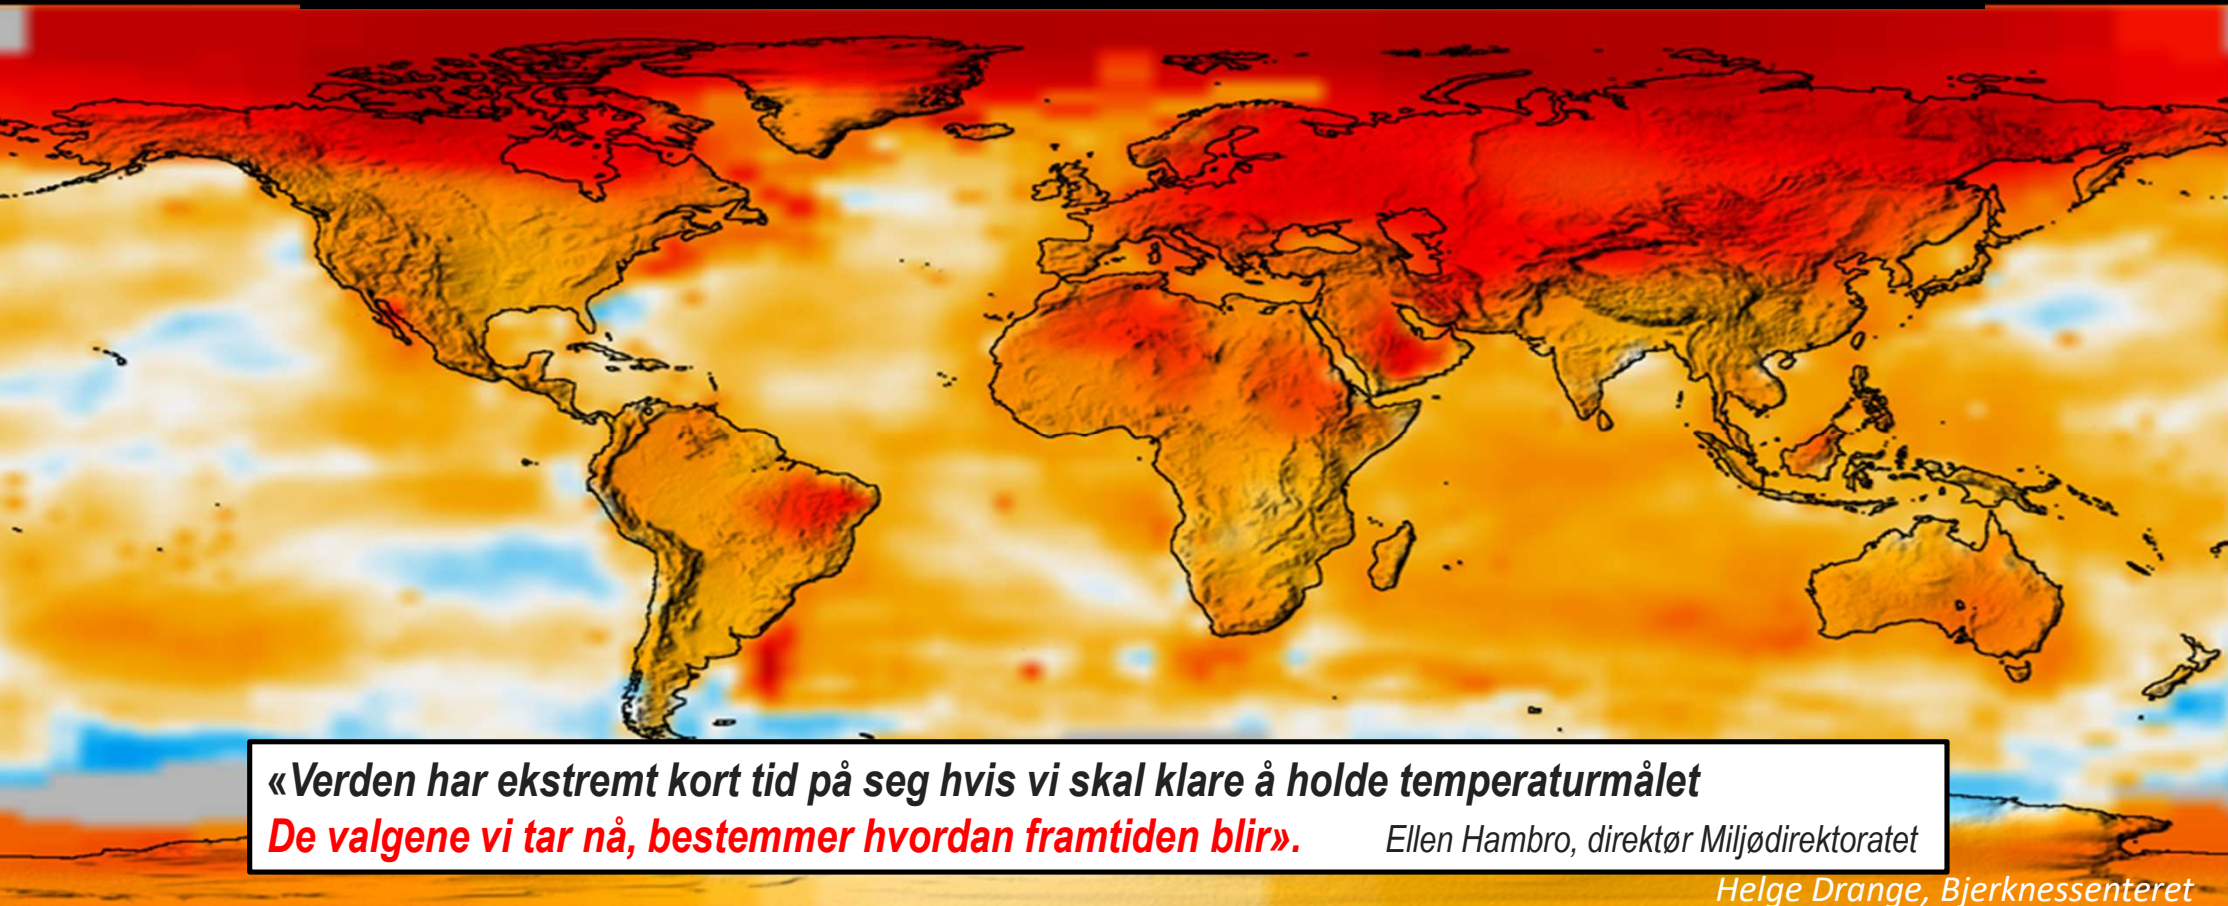 «Verden har ekstremt kort tid på seg hvis vi skal klare å holde temperaturmålet
De valgene vi tar nå, bestemmer hvordan framtiden blir». Ellen Hambro, direktør Miljødirektoratet
Helge Drange, Bjerknessenteret